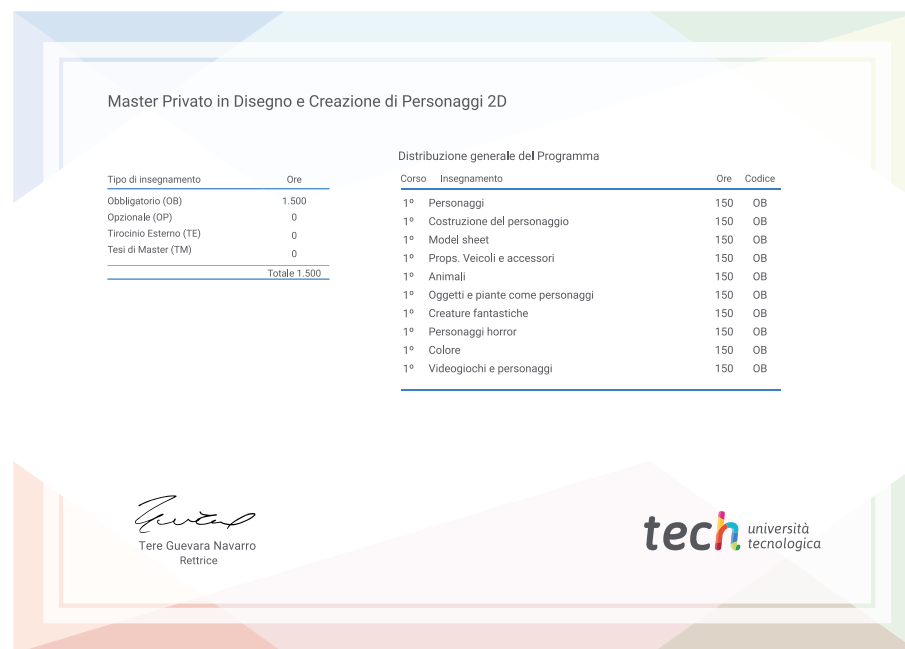 Master Privato in Disegno e Creazione di Personaggi 2D
Tipo di insegnamento Ore
Obbligatorio (OB) 1.500
Opzionale (OP) 0
Tirocinio Esterno (TE) 0
Tesi di Master (TM) 0
Totale 1.500
Distribuzione generale del Programma
Corso Insegnamento Ore Codice
1º Personaggi 150 OB
1º Costruzione del personaggio 150 OB
1º Model sheet 150 OB
1º Props. Veicoli e accessori 150 OB
1º Animali 150 OB
1º Oggetti e piante come personaggi 150 OB
1º Creature fantastiche 150 OB
1º Personaggi horror 150 OB
1º Colore 150 OB
1º Videogiochi e personaggi 150 OB
Tere Guevara Navarro
Rettrice
tech università
tecnologica